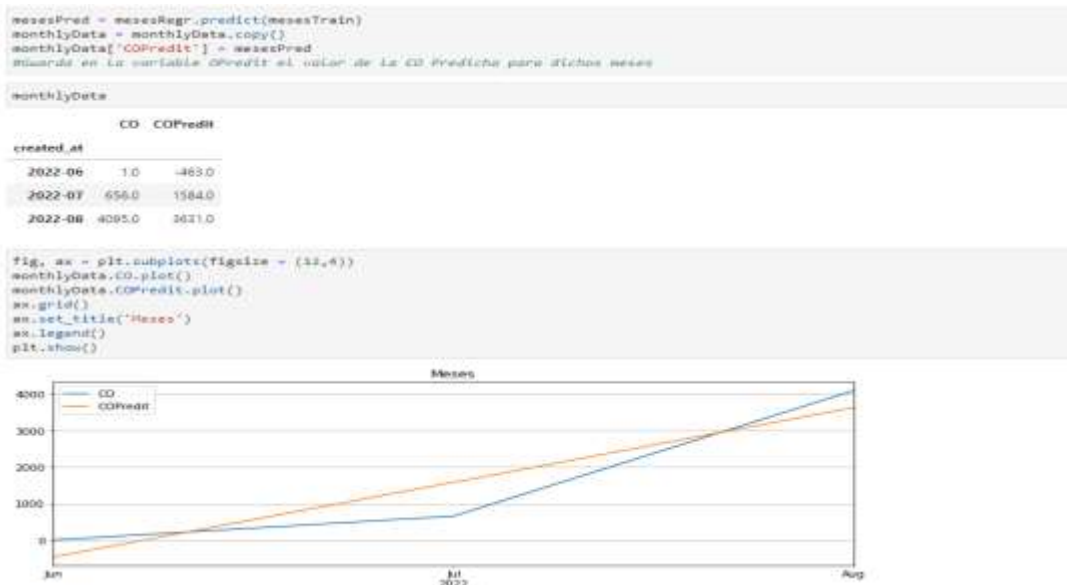 mesesPred = mesesRegr.predict(mesesTrain)
monthlyData = monthlyData.copy()
monthlyData['COPredit'] = mesesPred
#Guarda en la variable OPredit el valor de la CO Predicha para dichos meses
monthlyData
CO COPredit
created_at
2022-06 1.0 -463.0
2022-07 656.0 1584.0
2022-08 4095.0 3631.0
fig, ax = plt.subplots(figsize = (12,4))
monthlyData.CO.plot()
monthlyData.COPredit.plot()
ax.grid()
ax.set_title('Meses')
ax.legend()
plt.show()
Meses
4000
3000
2000
1000
0
CO
COPredit
Jun Jul Aug
2022